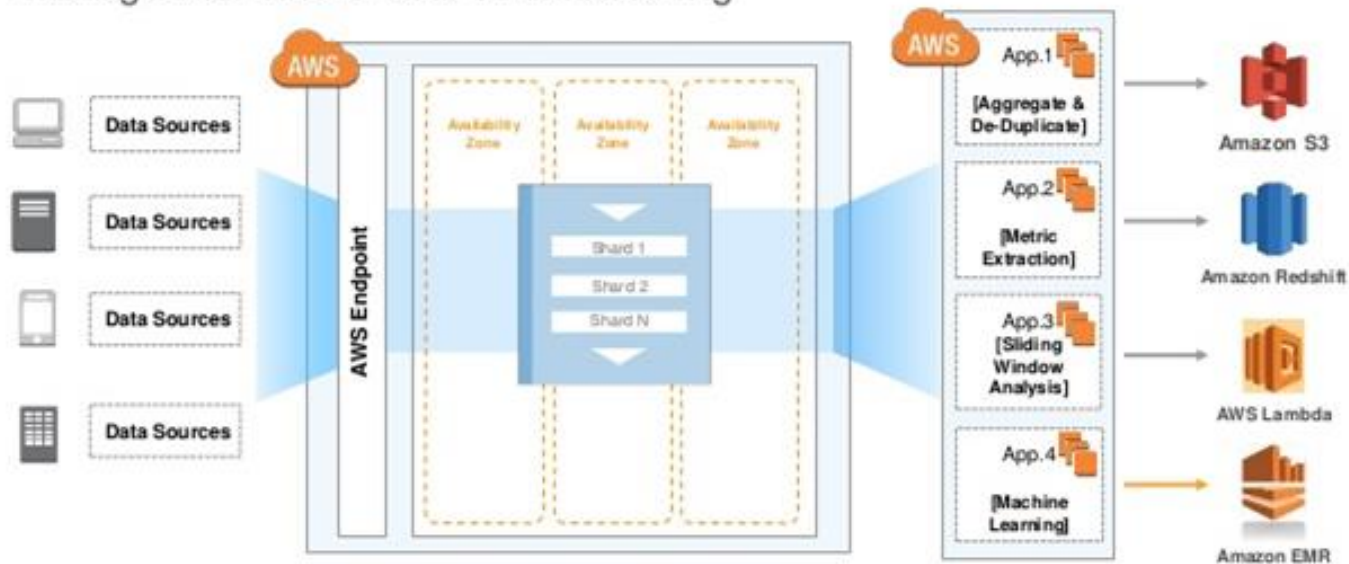 AWS
AWS
Data Sources
Data Sources
Data Sources
Data Sources
AWS Endpoint
Availability
Zone
Availability
Zone
Availability
Zone
Shard 1
Shard 2
Shard N
App.1
[Aggregate &
De-Duplicate]
App.2
[Metric
Extraction]
App.3
[Sliding
Window
Analysis]
App.4
[Machine
Learning]
Amazon S3
Amazon Redshift
AWS Lambda
Amazon EMR